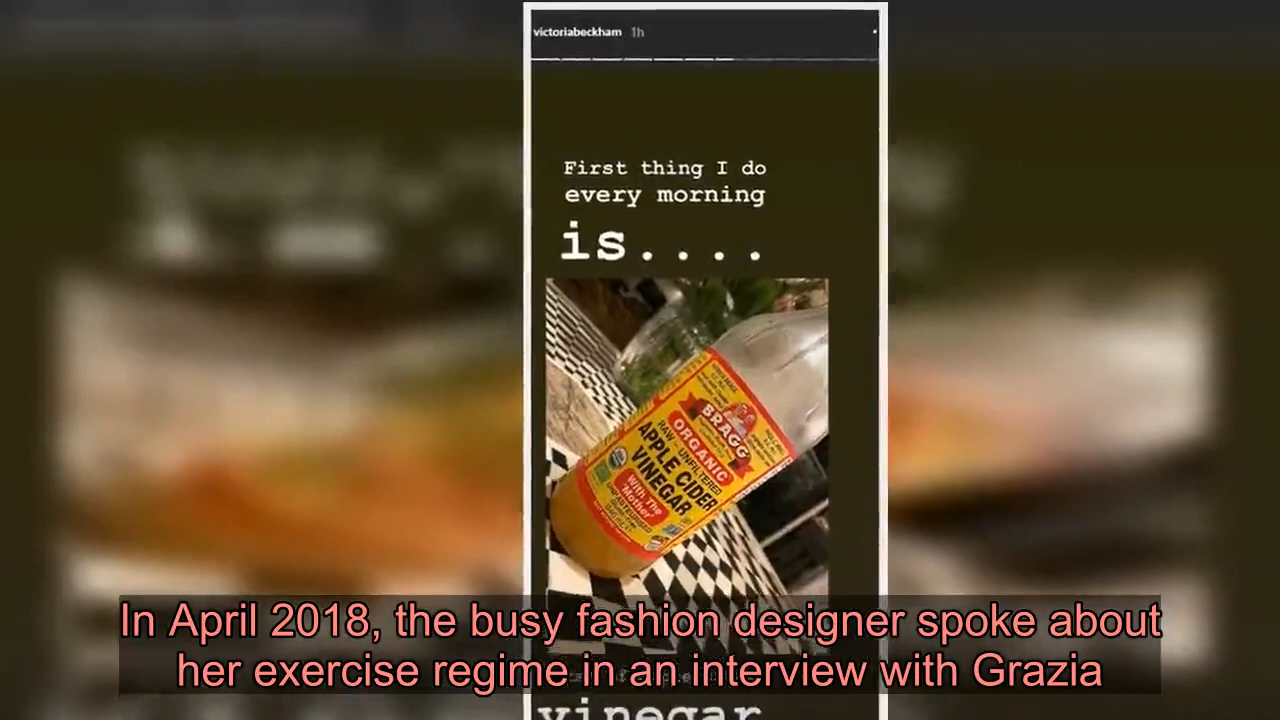 victoriabeckham 1h
First thing I do
every morning
is....
BRAGG
ORGANIC
RAW - UNFILTERED
APPLE CIDER
VINEGAR
With The
'Mother'
In April 2018, the busy fashion designer spoke about
her exercise regime in an interview with Grazia
vinegar